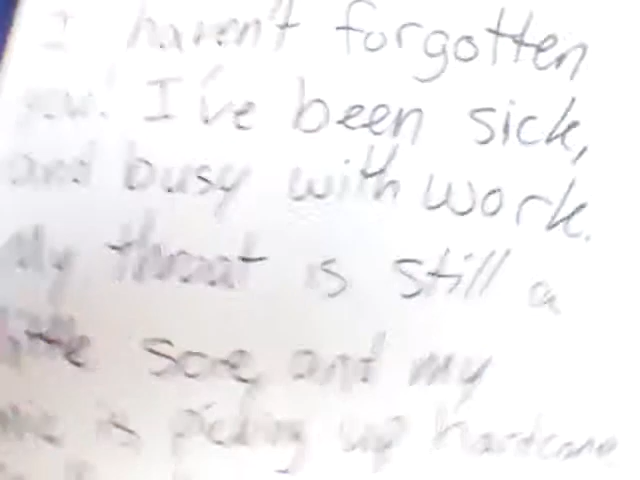 I haven't forgotten
you! I've been sick,
and busy with work.
My throat is still a
little sore, and my
is picking up hardcore